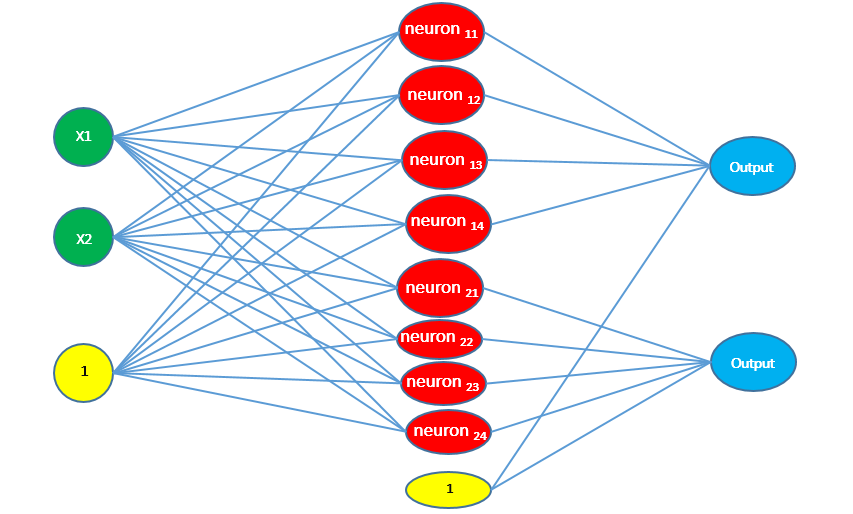 X1
X2
1
neuron 11
neuron 12
neuron 13
neuron 14
neuron 21
neuron 22
neuron 23
neuron 24
1
Output
Output